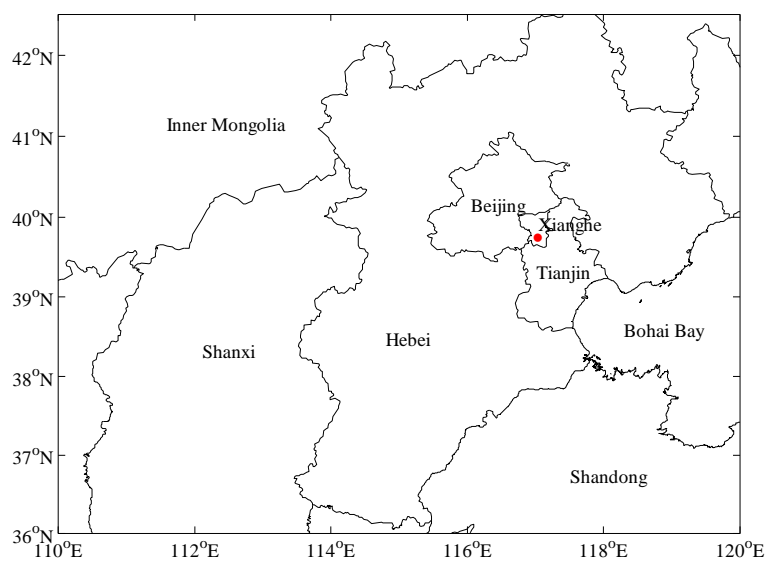 42°N
Inner Mongolia
41°N
Beijing
40°N
Xianghe
Tianjin
39°N
Bohai Bay
Hebei
Shanxi
38°N
37°N
Shandong
36°N
110°E 112°E 114°E 116°E 118°E 120°E